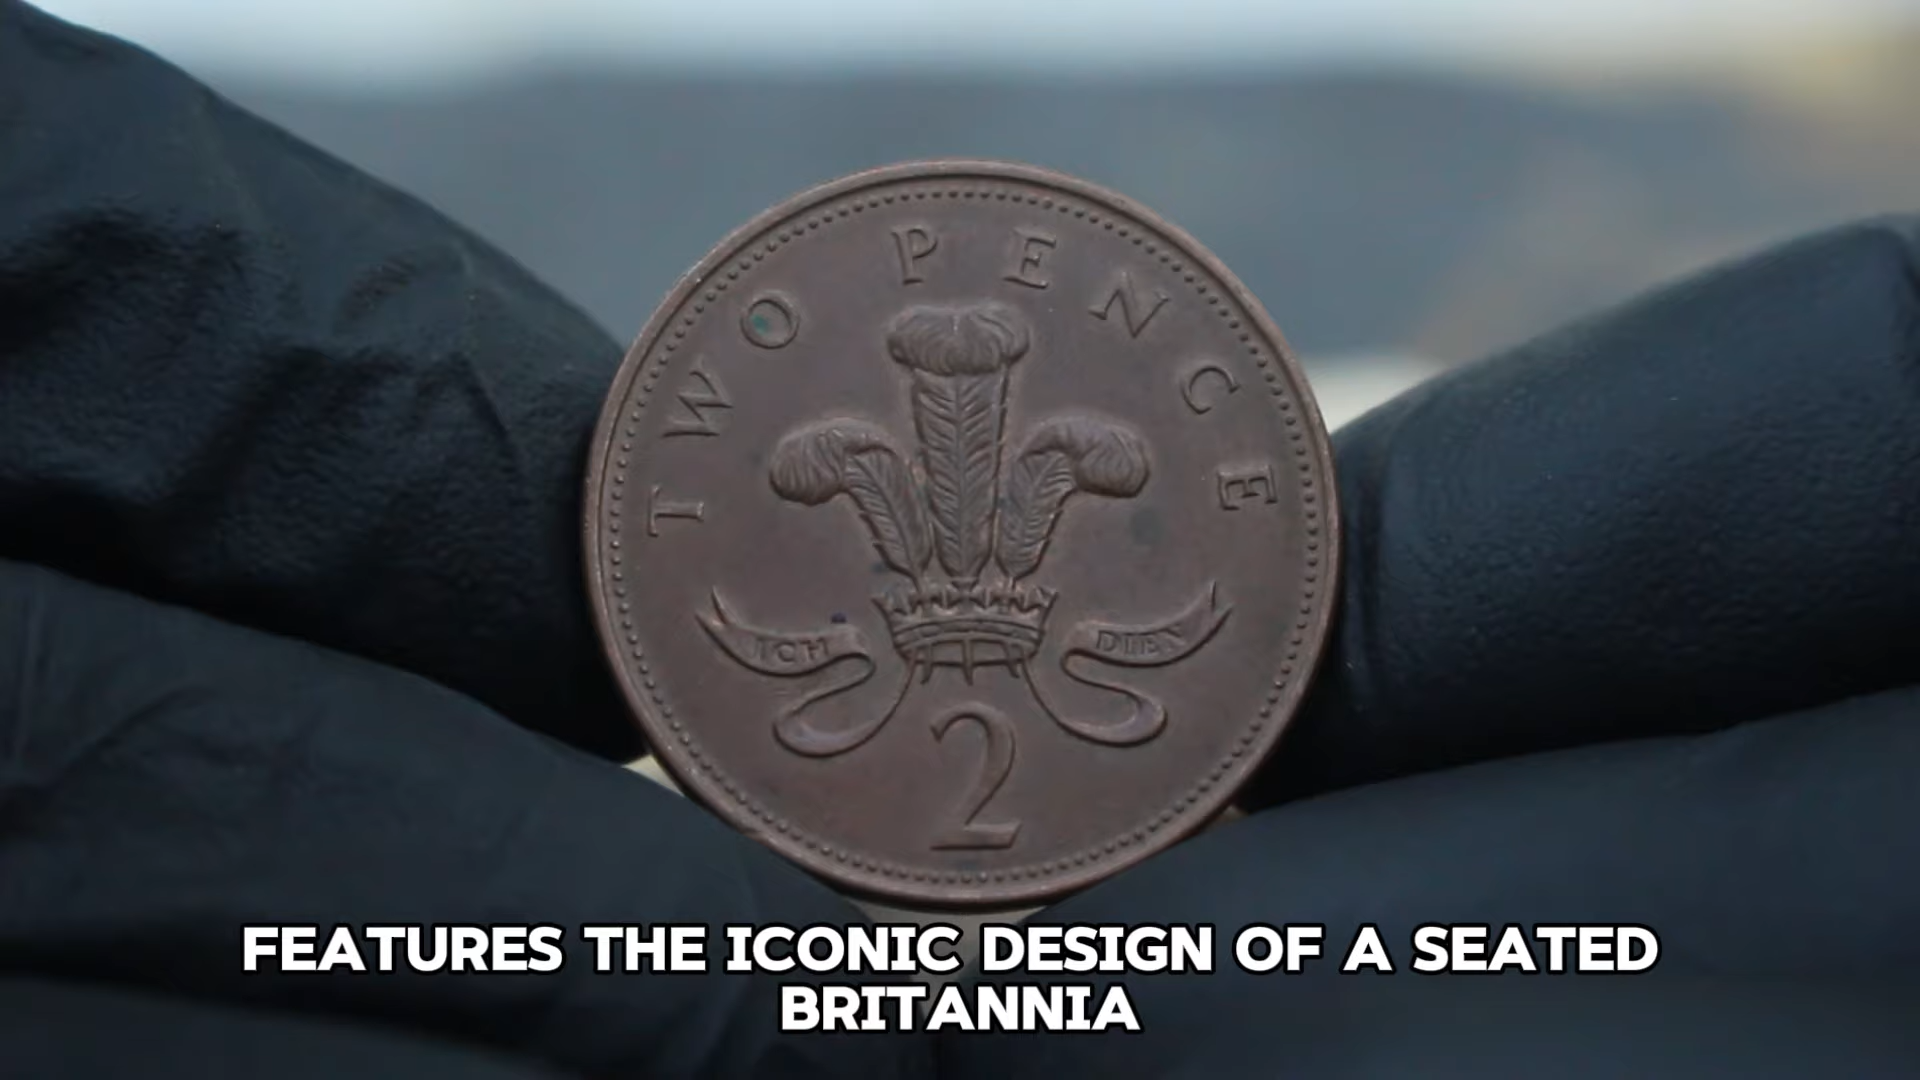 TWO PENCE
ICH DIEN
2
FEATURES THE ICONIC DESIGN OF A SEATED
BRITANNIA